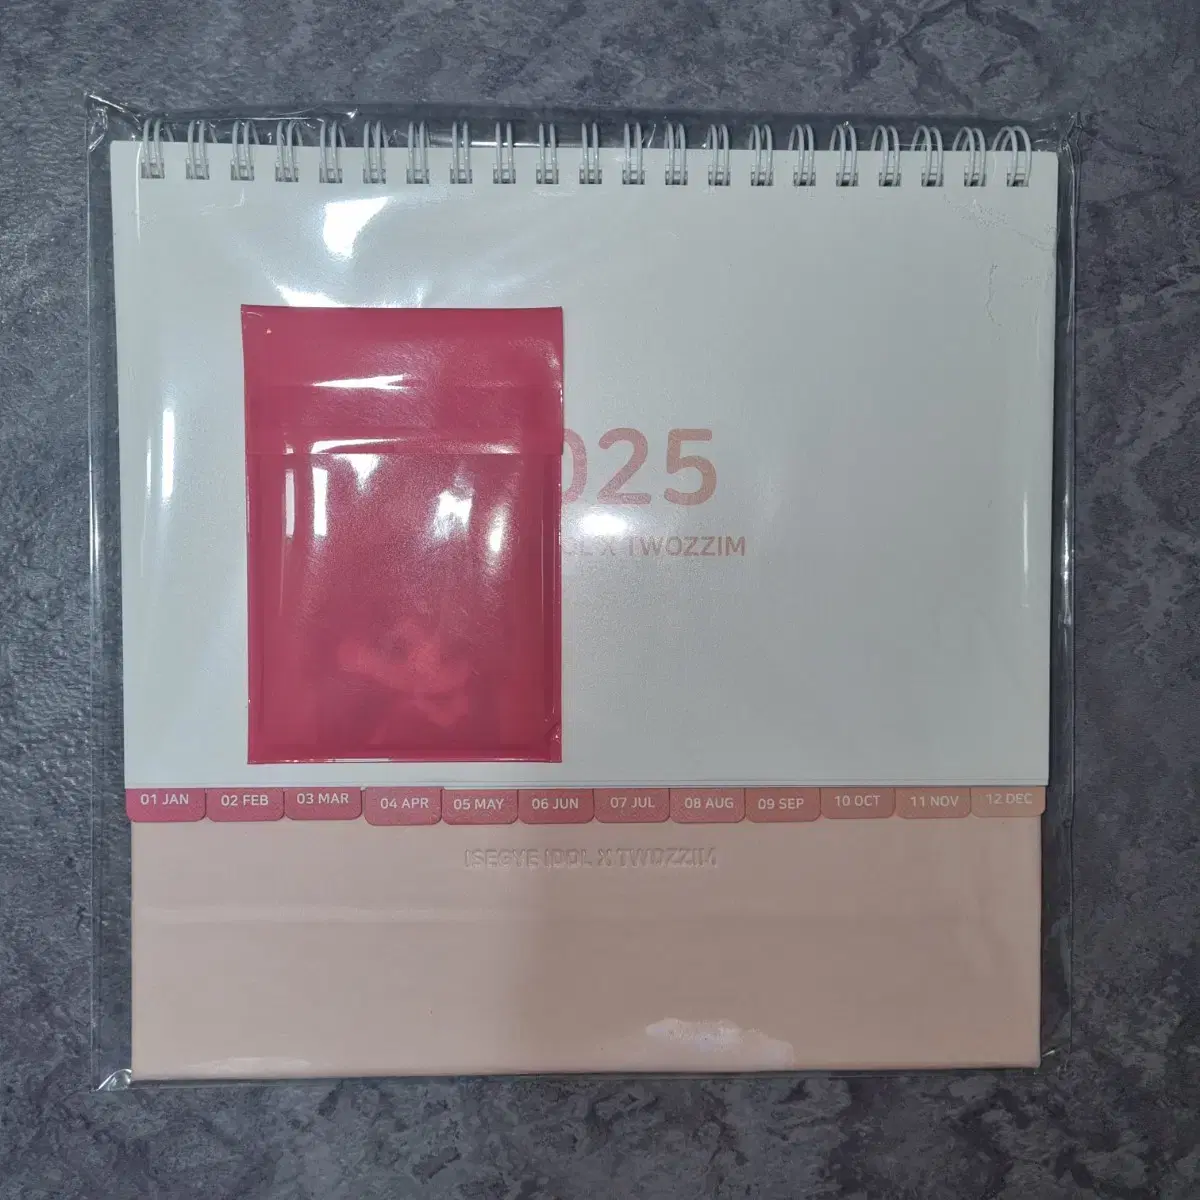 025
X TWOZZIM
01 JAN 02 FEB 03 MAR 04 APR 05 MAY 06 JUN 07 JUL 08 AUG 09 SEP 10 OCT 11 NOV 12 DEC
ISEGYE IDOL X TWOZZIM